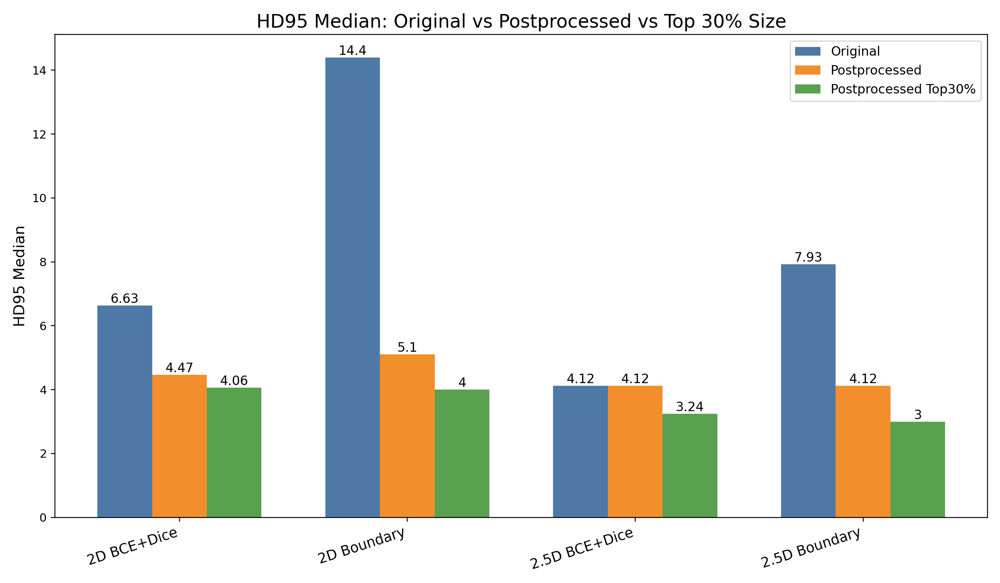 HD95 Median: Original vs Postprocessed vs Top 30% Size
Original
Postprocessed
Postprocessed Top30%
HD95 Median
14
12
10
8
6
4
2
0
6.63
4.47
4.06
14.4
5.1
4
4.12
4.12
3.24
7.93
4.12
3
2D BCE+Dice
2D Boundary
2.5D BCE+Dice
2.5D Boundary